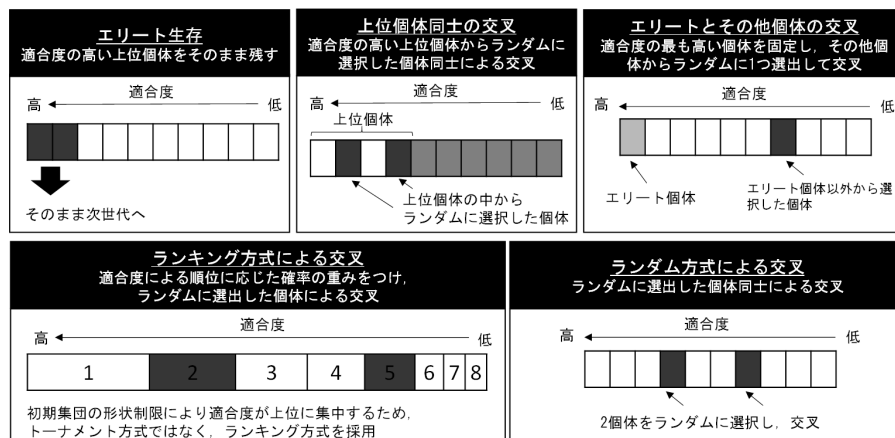 エリート生存
適合度の高い上位個体をそのまま残す
高
適合度
低
そのまま次世代へ
上位個体同士の交叉
適合度の高い上位個体からランダムに
選択した個体同士による交叉
高
適合度
低
上位個体
上位個体の中から
ランダムに選択した個体
エリートとその他個体の交叉
適合度の最も高い個体を固定し，その他個
体からランダムに1つ選出して交叉
高
適合度
低
エリート個体
エリート個体以外から選
択した個体
ランキング方式による交叉
適合度による順位に応じた確率の重みをつけ，
ランダムに選出した個体による交叉
高
適合度
低
1 2 3 4 5 6 7 8
初期集団の形状制限により適合度が上位に集中するため，
トーナメント方式ではなく，ランキング方式を採用
ランダム方式による交叉
ランダムに選出した個体同士による交叉
高
適合度
低
2個体をランダムに選択し，交叉